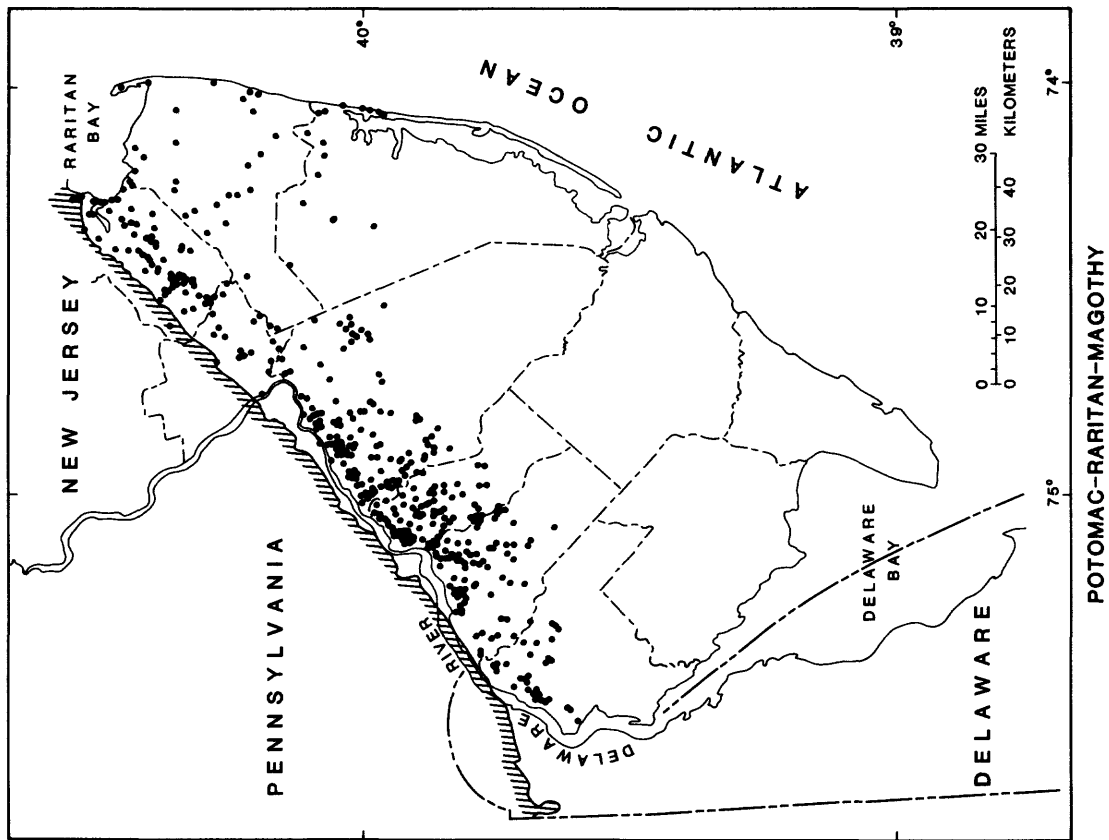 NEW JERSEY
RARITAN
BAY
PENNSYLVANIA
40°
ATLANTIC OCEAN
RIVER
DELAWARE
DELAWARE
BAY
DELAWARE
39°
0 10 20 30 MILES
0 10 20 30 40 KILOMETERS
75°
74°
POTOMAC-RARITAN-MAGOTHY